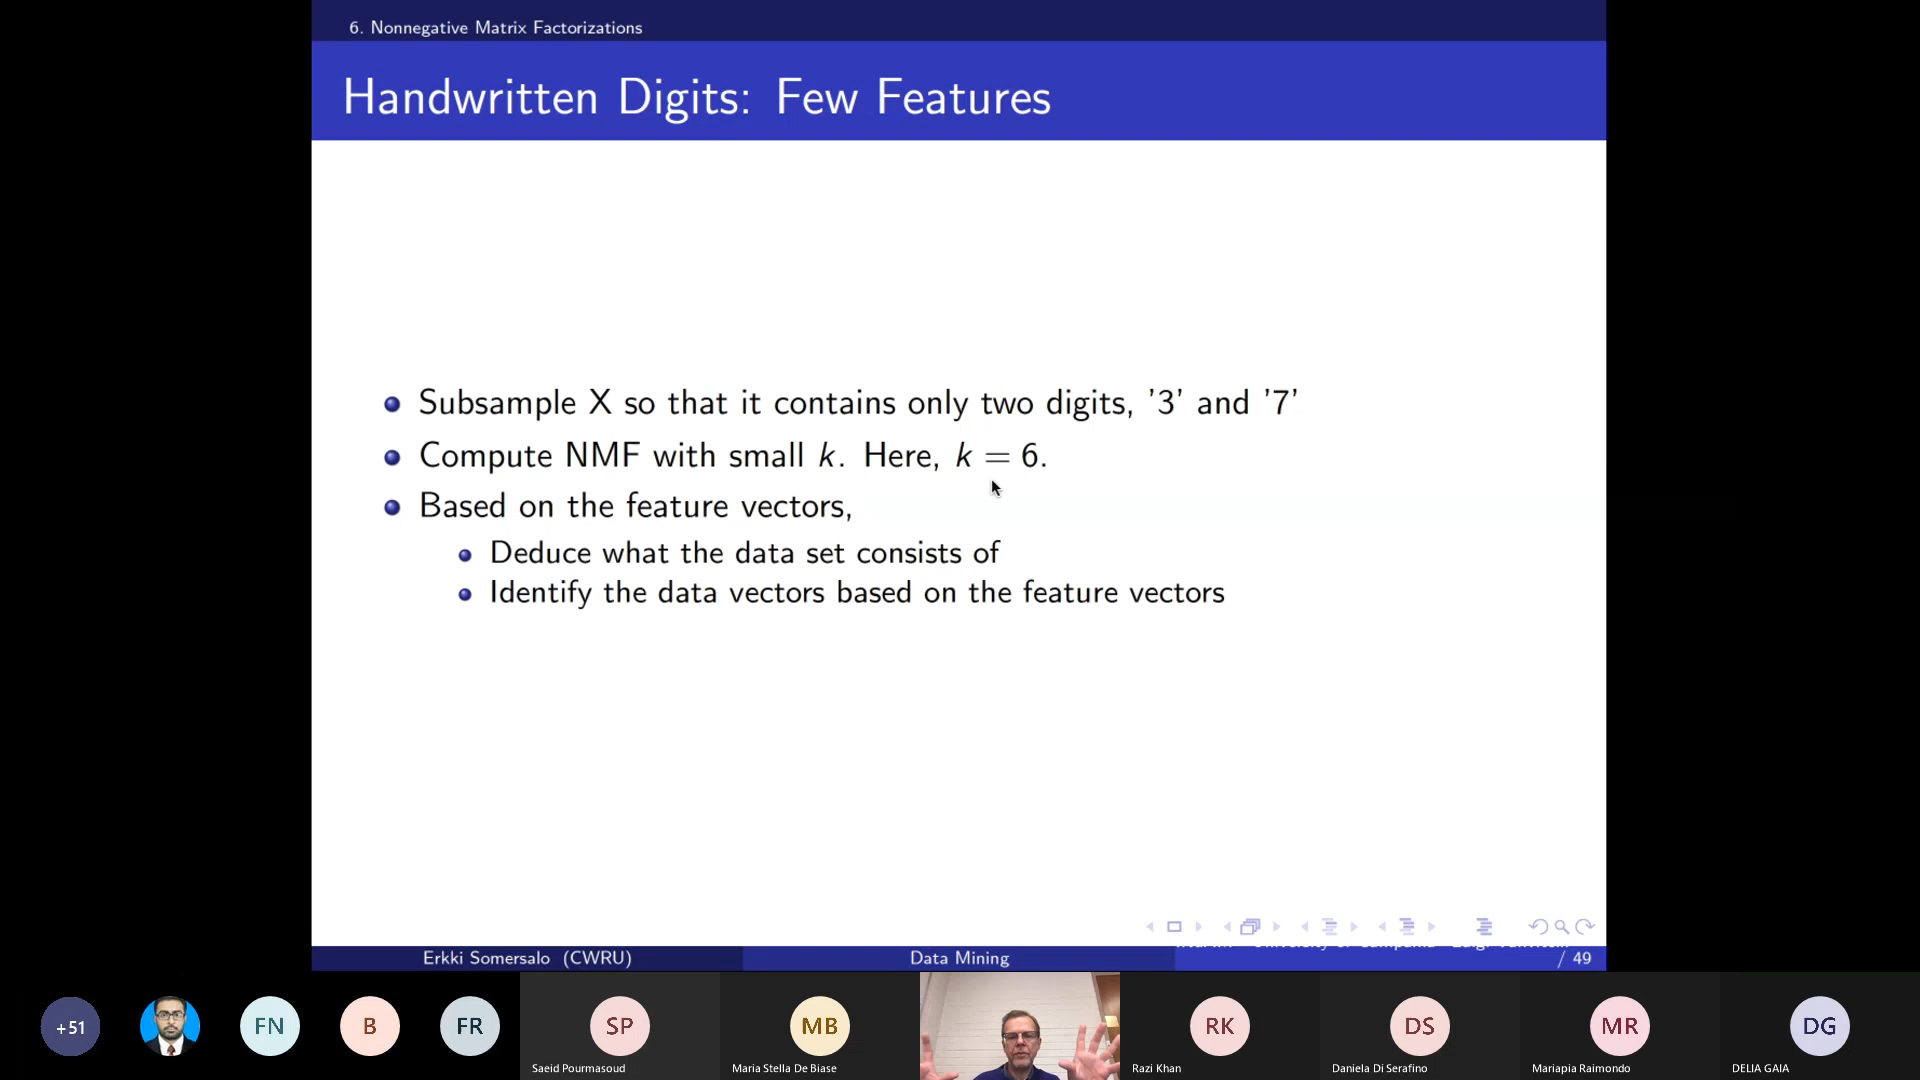 6. Nonnegative Matrix Factorizations
Handwritten Digits: Few Features
Subsample X so that it contains only two digits, '3' and '7'
Compute NMF with small k. Here, k = 6.
Based on the feature vectors,
Deduce what the data set consists of
Identify the data vectors based on the feature vectors
Erkki Somersalo (CWRU)
Data Mining
/ 49
+51
FN
B
FR
SP
MB
RK
DS
MR
DG
Saeid Pourmasoud
Maria Stella De Biase
Razi Khan
Daniela Di Serafino
Mariapia Raimondo
DELIA GAIA